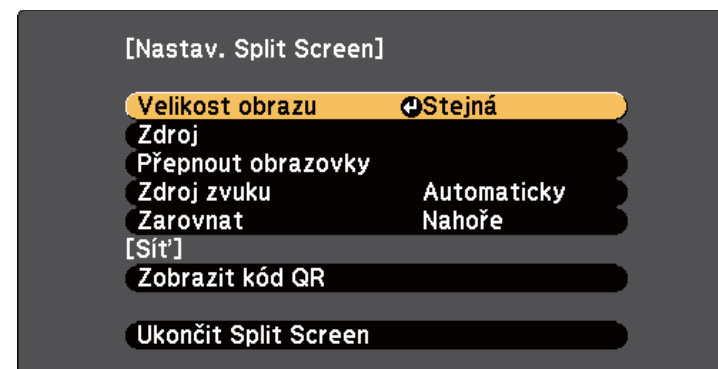 [Nastav. Split Screen]
Velikost obrazu Stejná
Zdroj
Přepnout obrazovky
Zdroj zvuku Automaticky
Zarovnat Nahoře
[Síť]
Zobrazit kód QR
Ukončit Split Screen